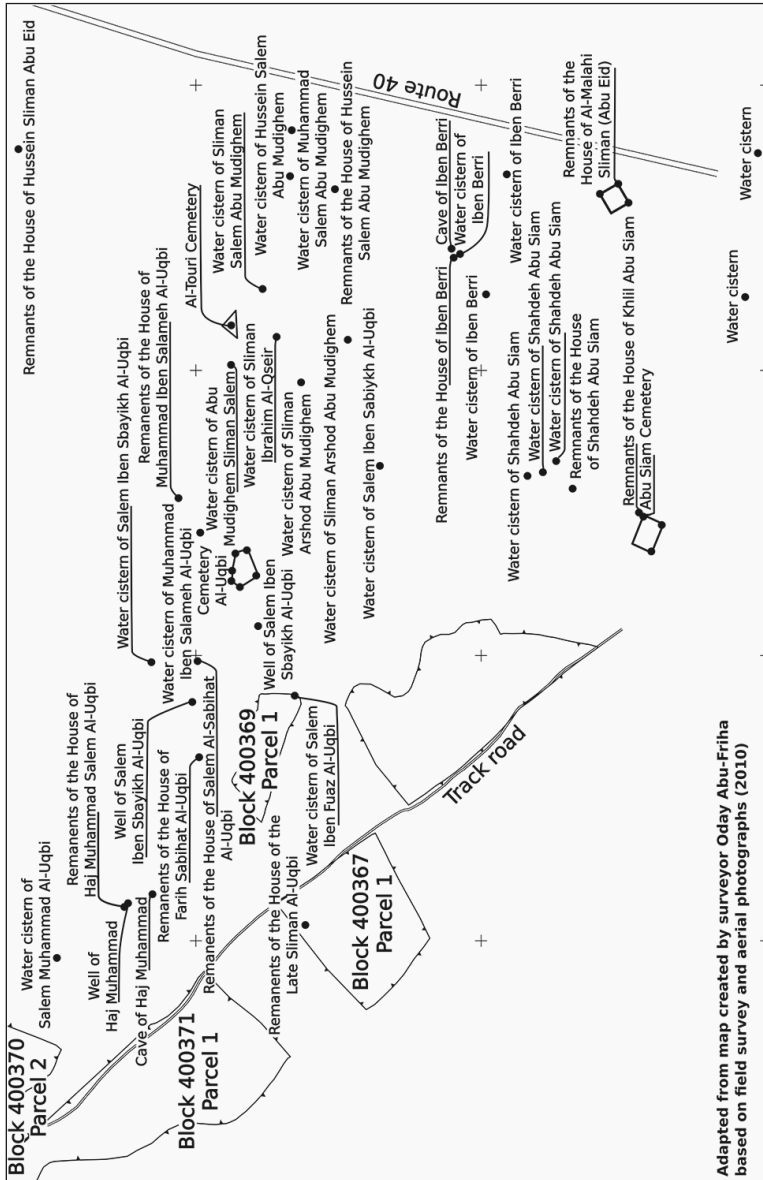 Block 400370
Parcel 2
Water cistern of
Salem Muhammad Al-Uqbi
Well of
Haj Muhammad
Remanents of the House of
Haj Muhammad Salem Al-Uqbi
Cave of Haj Muhammad
Block 400371
Parcel 1
Well of Salem
Iben Sbayikh Al-Uqbi
Remanents of the House of
Farih Sabihat Al-Uqbi
Remanents of the House of Salem Al-Sabihat
Al-Uqbi
Block 400369
Parcel 1
Remanents of the House of the
Late Sliman Al-Uqbi
Water cistern of Salem
Iben Fuaz Al-Uqbi
Block 400367
Parcel 1
Track road
Water cistern of Salem Iben Sbayikh Al-Uqbi
Water cistern of Muhammad
Iben Salameh Al-Uqbi
Remanents of the House of
Muhammad Iben Salameh Al-Uqbi
Cemetery
Al-Uqbi
Well of Salem Iben
Sbayikh Al-Uqbi
Water cistern of Abu
Mudighem Sliman Salem
Water cistern of Sliman
Ibrahim Al-Qseir
Water cistern of Sliman
Arshod Abu Mudighem
Water cistern of Sliman Arshod Abu Mudighem
Water cistern of Salem Iben Sabiykh Al-Uqbi
Remnants of the House of Hussein Sliman Abu Eid
Al-Touri Cemetery
Water cistern of Sliman
Salem Abu Mudighem
Water cistern of Hussein Salem
Abu Mudighem
Water cistern of Muhammad
Salem Abu Mudighem
Remnants of the House of Hussein
Salem Abu Mudighem
Route 40
Remnants of the House of Iben Berri
Cave of Iben Berri
Water cistern of
Iben Berri
Water cistern of Iben Berri
Water cistern of Iben Berri
Water cistern of Shahdeh Abu Siam
Water cistern of Shahdeh Abu Siam
Water cistern of Shahdeh Abu Siam
Remnants of the House
of Shahdeh Abu Siam
Remnants of the
House of Al-Malahi
Sliman (Abu Eid)
Remnants of the House of Khlil Abu Siam
Abu Siam Cemetery
Water cistern
Water cistern
Adapted from map created by surveyor Oday Abu-Friha
based on field survey and aerial photographs (2010)